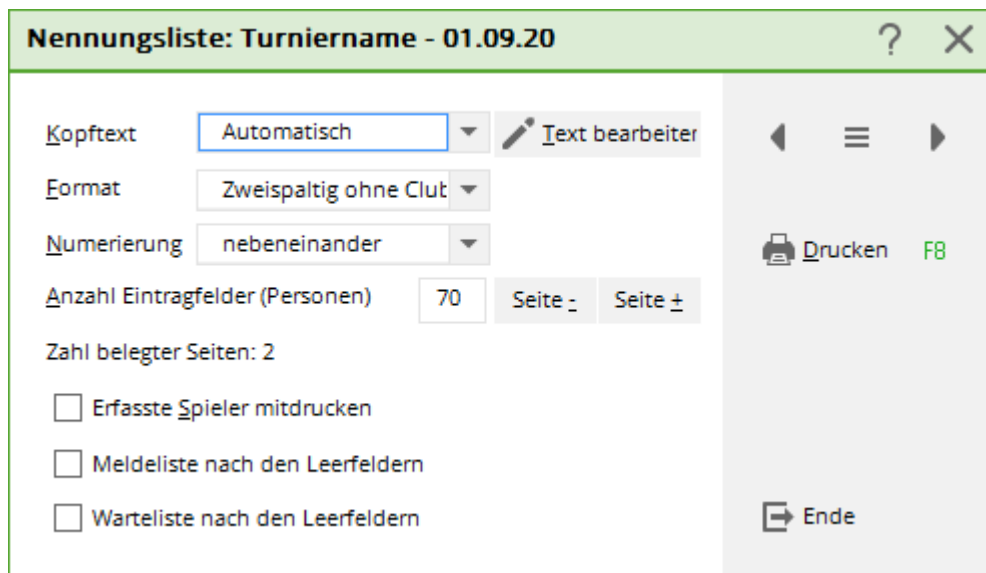 Nennungsliste: Turniername - 01.09.20 ?
Kopftext Automatisch Text bearbeiter
Format Zweispaltig ohne Club
Numerierung nebeneinander
Drucken F8
Anzahl Eintragfelder (Personen) 70 Seite - Seite +
Zahl belegter Seiten: 2
Erfasste Spieler mitdrucken
Meldeliste nach den Leerfeldern
Warteliste nach den Leerfeldern
Ende